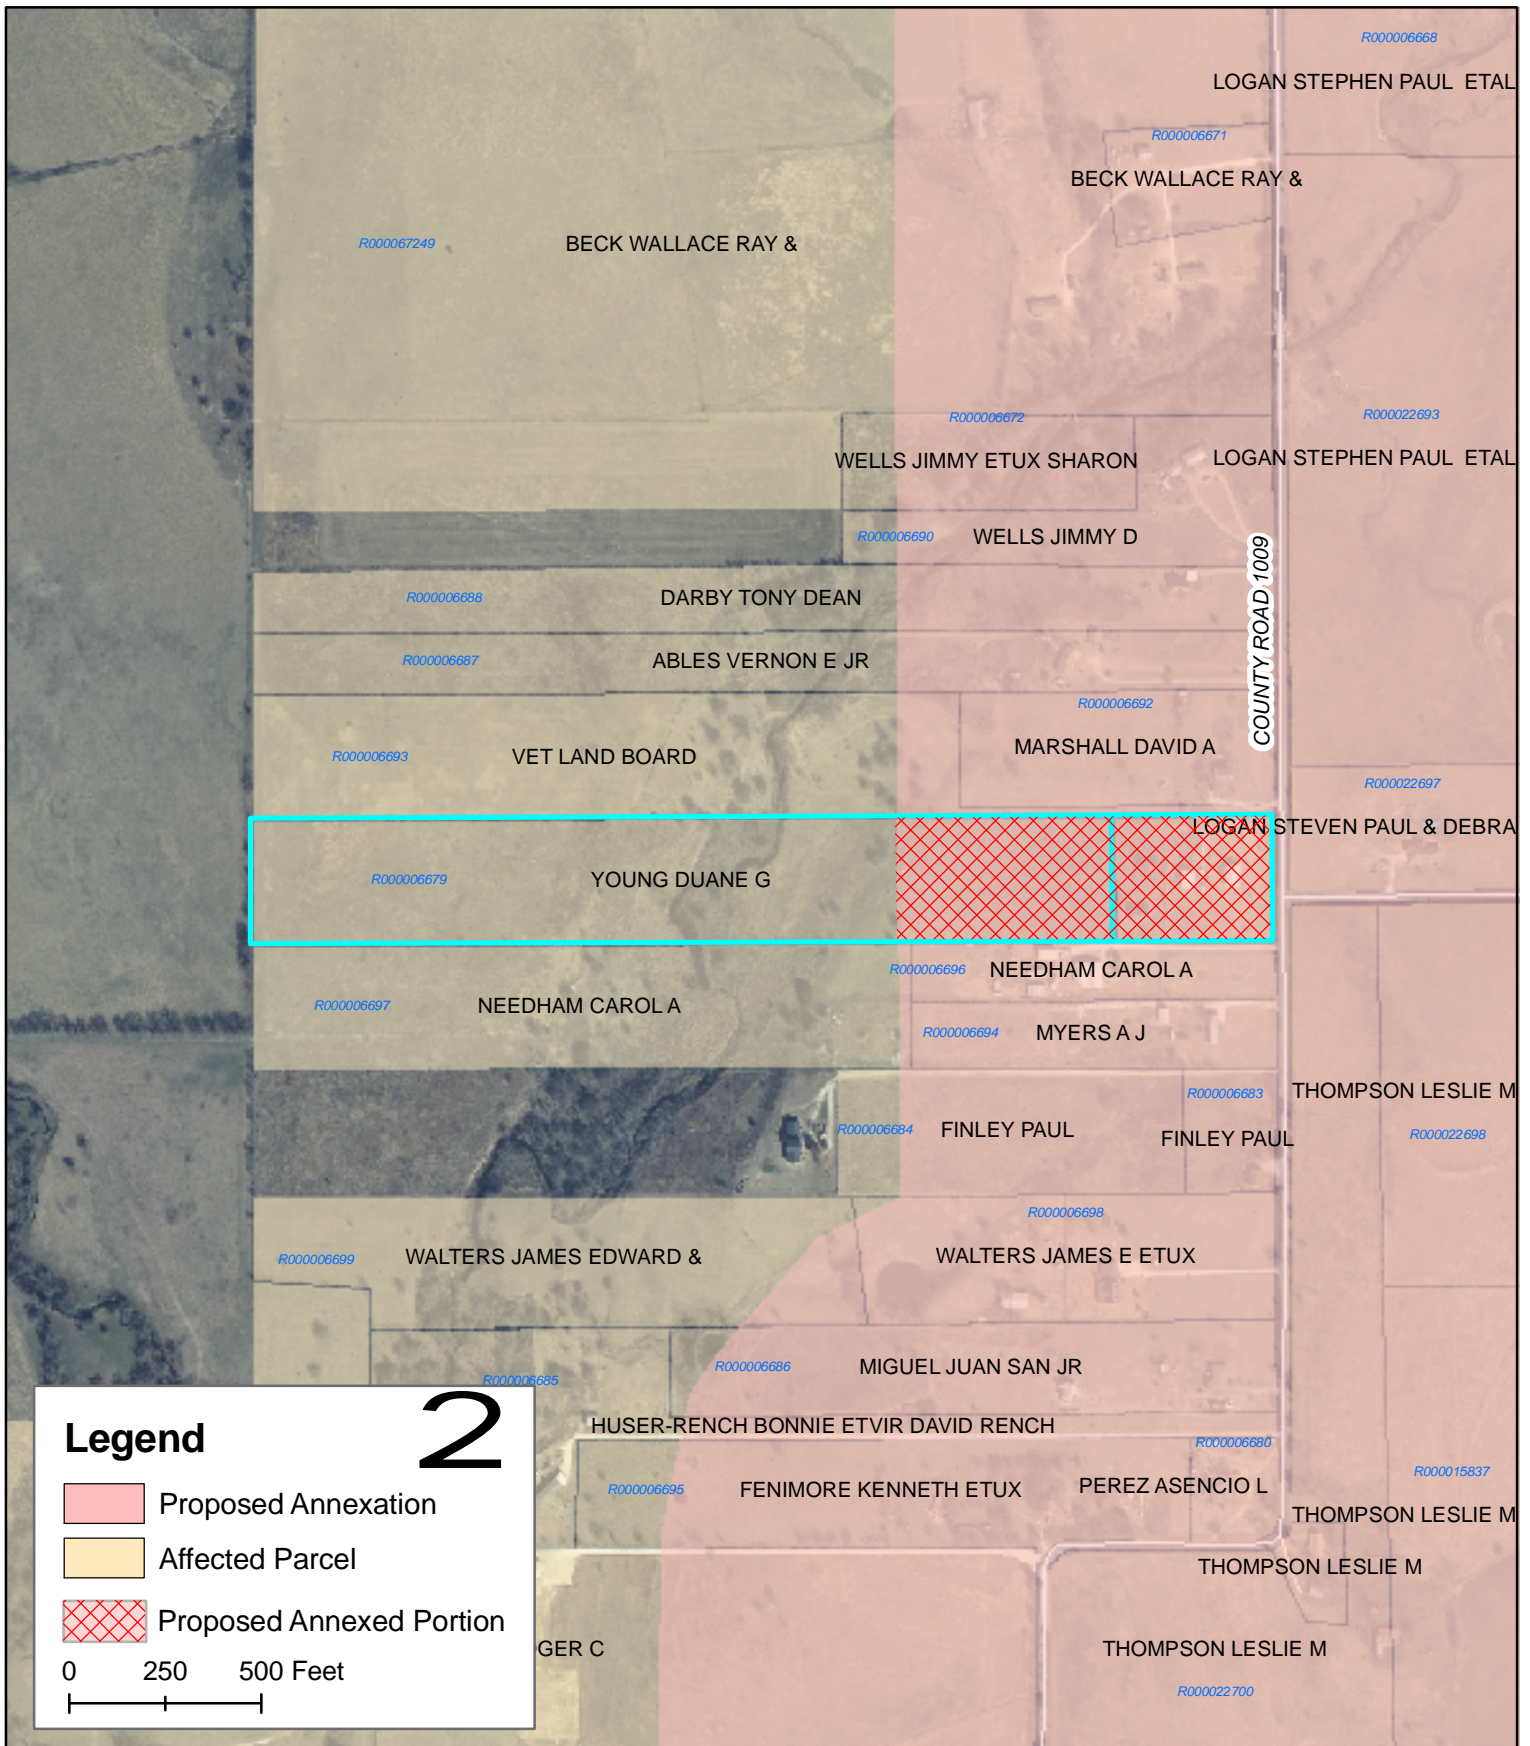 R000006668
LOGAN STEPHEN PAUL  ETAL
R000006671
BECK WALLACE RAY &
R000067249
BECK WALLACE RAY &
R000006672
R000022693
WELLS JIMMY ETUX SHARON
LOGAN STEPHEN PAUL  ETAL
R000006690
WELLS JIMMY D
COUNTY ROAD 1009
R000006688
DARBY TONY DEAN
R000006687
ABLES VERNON E JR
R000006692
MARSHALL DAVID A
R000006693
VET LAND BOARD
R000022697
LOGAN STEVEN PAUL & DEBRA
R000006679
YOUNG DUANE G
R000006696
NEEDHAM CAROL A
R000006697
NEEDHAM CAROL A
R000006694
MYERS A J
R000006683
THOMPSON LESLIE M
R000006684
FINLEY PAUL
FINLEY PAUL
R000022698
R000006698
R000006699
WALTERS JAMES EDWARD &
WALTERS JAMES E ETUX
R000006686
MIGUEL JUAN SAN JR
R000006685
HUSER-RENCH BONNIE ETVIR DAVID RENCH
R000006680
R000006695
FENIMORE KENNETH ETUX
PEREZ ASENCIO L
R000015837
THOMPSON LESLIE M
THOMPSON LESLIE M
GER C
THOMPSON LESLIE M
R000022700
Legend
2
Proposed Annexation
Affected Parcel
Proposed Annexed Portion
0 250 500 Feet